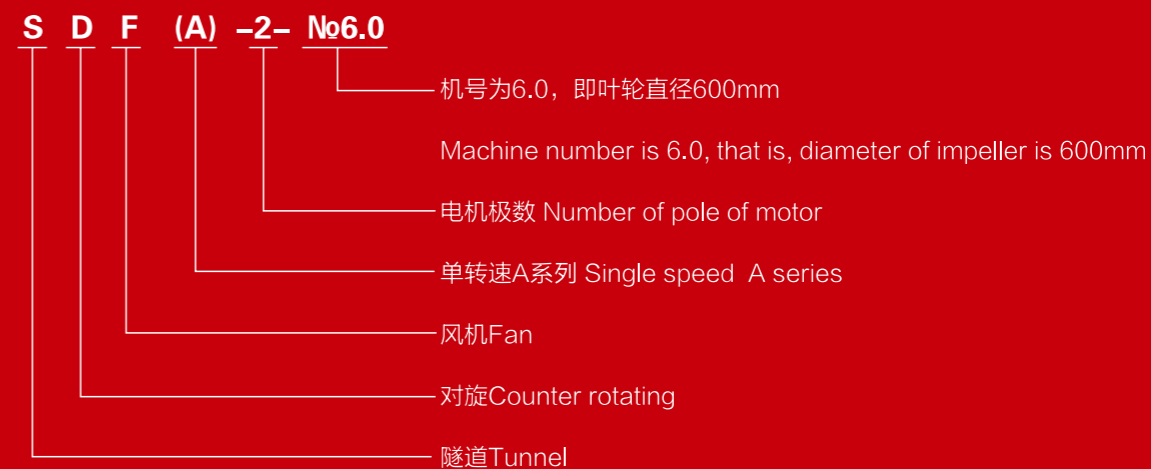 S D F (A) –2– №6.0
机号为6.0，即叶轮直径600mm
Machine number is 6.0, that is, diameter of impeller is 600mm
电机极数 Number of pole of motor
单转速A系列 Single speed A series
风机Fan
对旋Counter rotating
隧道Tunnel